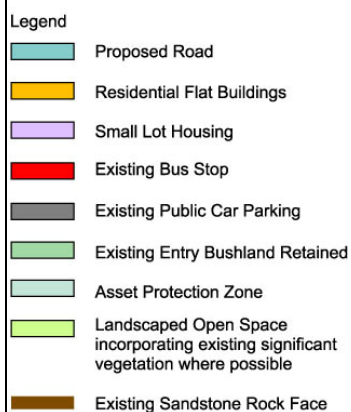 Legend
Proposed Road
Residential Flat Buildings
Small Lot Housing
Existing Bus Stop
Existing Public Car Parking
Existing Entry Bushland Retained
Asset Protection Zone
Landscaped Open Space
incorporating existing significant
vegetation where possible
Existing Sandstone Rock Face